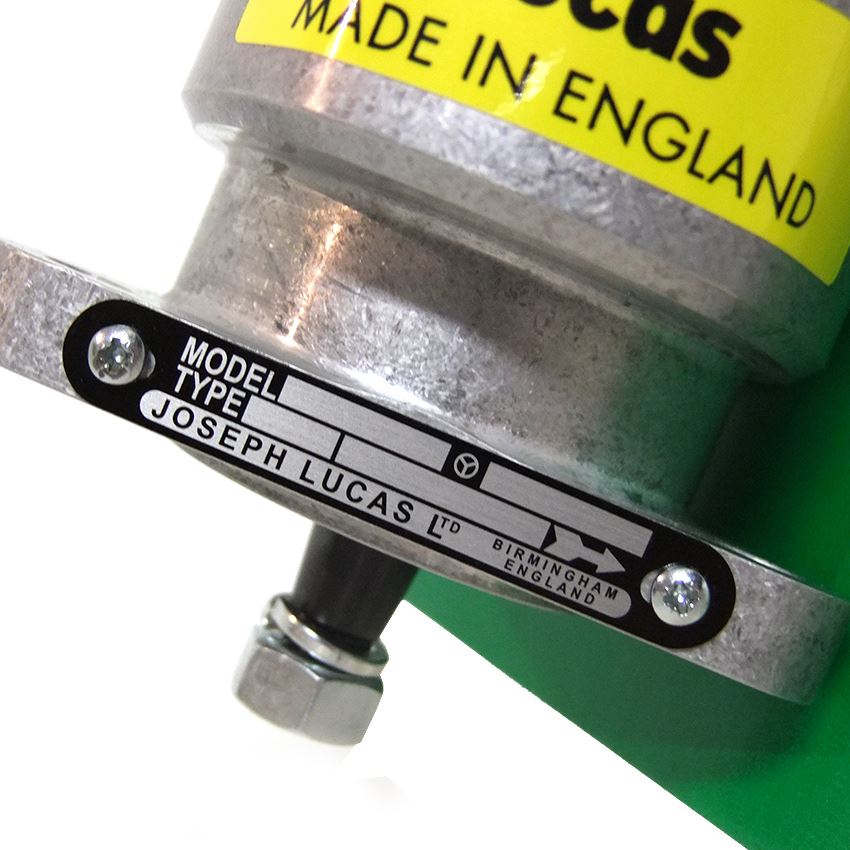 MADE IN ENGLAND
MODEL
TYPE
JOSEPH LUCAS LTD
BIRMINGHAM
ENGLAND